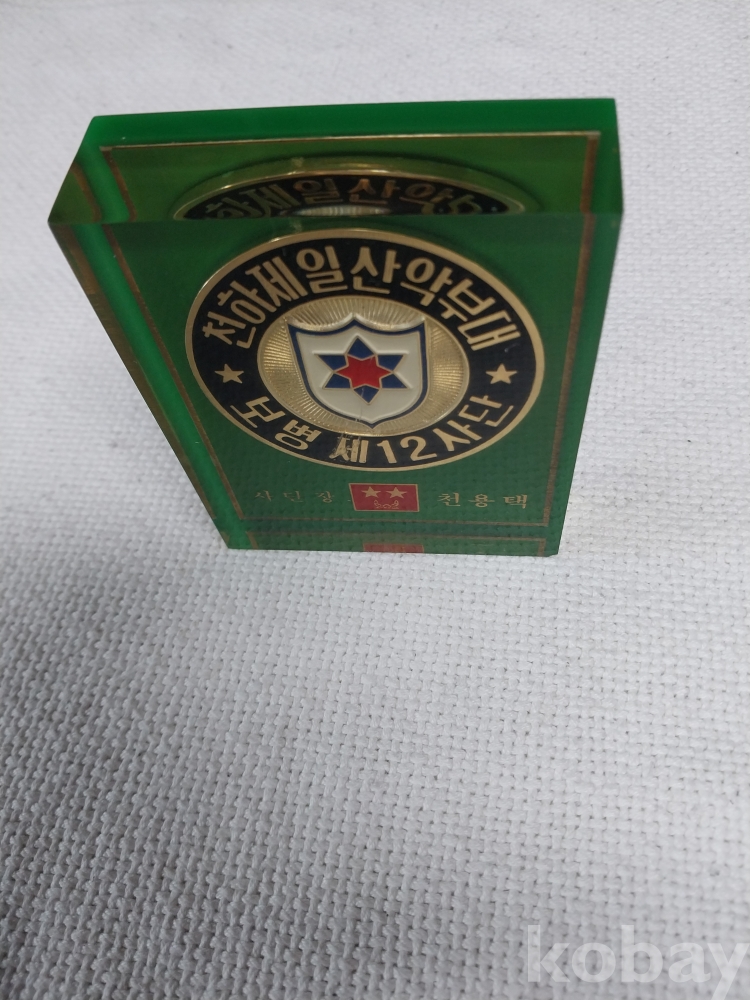 천하제일산악부대
보병 제12사단
사단장 천용택
kobay